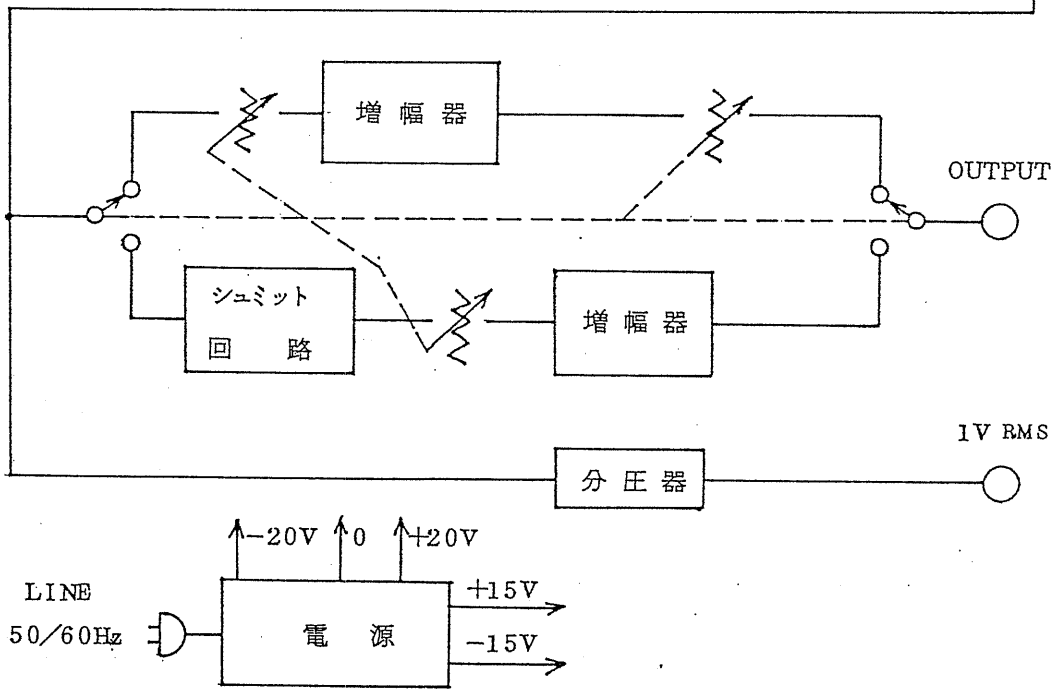 増幅器
OUTPUT
シュミット
回路
増幅器
1V RMS
分圧器
-20V
0
+20V
LINE
50/60Hz
電源
+15V
-15V